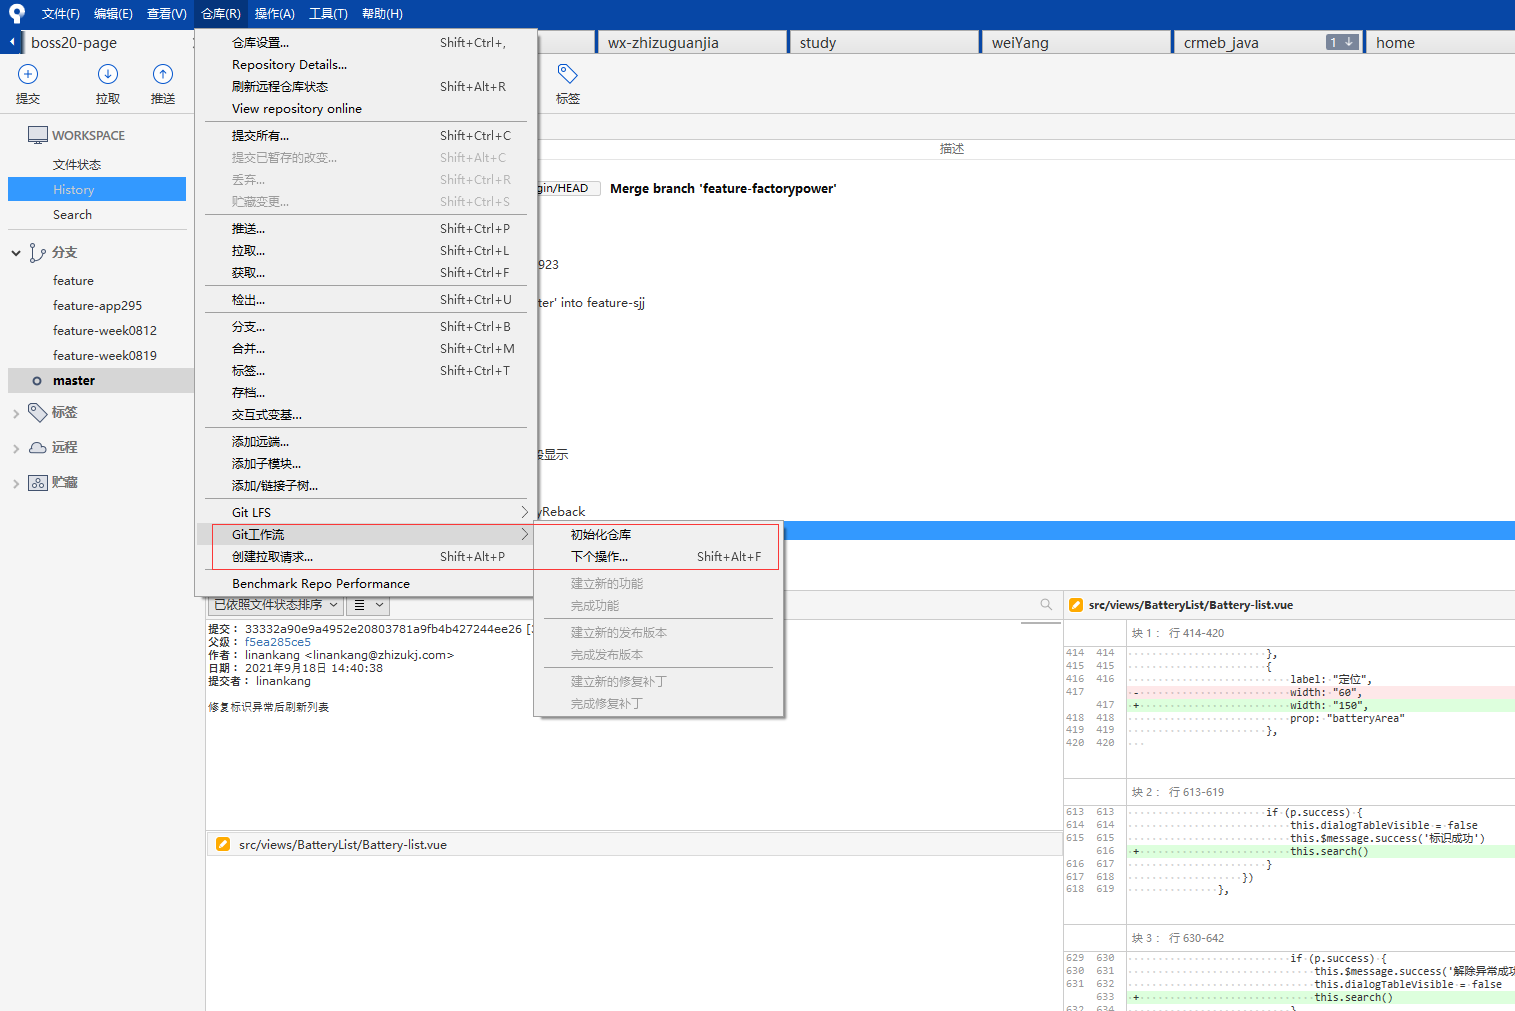 文件(F) 编辑(E) 查看(V) 仓库(R) 操作(A) 工具(T) 帮助(H)
boss20-page
wx-zhizuguanjia
study
weiYang
crmeb_java 1
home
提交
拉取
推送
标签
WORKSPACE
文件状态
History
Search
分支
feature
feature-app295
feature-week0812
feature-week0819
master
标签
远程
贮藏
仓库设置... Shift+Ctrl+,
Repository Details...
刷新远程仓库状态 Shift+Alt+R
View repository online
提交所有... Shift+Ctrl+C
提交已暂存的改变... Shift+Alt+C
丢弃... Shift+Ctrl+R
贮藏变更... Shift+Ctrl+S
推送... Shift+Ctrl+P
拉取... Shift+Ctrl+L
获取... Shift+Ctrl+F
检出... Shift+Ctrl+U
分支... Shift+Ctrl+B
合并... Shift+Ctrl+M
标签... Shift+Ctrl+T
存档...
交互式变基...
添加远端...
添加子模块...
添加/链接子树...
Git LFS
Git工作流
创建拉取请求... Shift+Alt+P
Benchmark Repo Performance
初始化仓库
下个操作... Shift+Alt+F
建立新的功能
完成功能
建立新的发布版本
完成发布版本
建立新的修复补丁
完成修复补丁
描述
gin/HEAD Merge branch 'feature-factorypower'
923
ter' into feature-sjj
显示
yReback
已依照文件状态排序
提交： 33332a90e9a4952e20803781a9fb4b427244ee26 [
父级： f5ea285ce5
作者： linankang <linankang@zhizukj.com>
日期： 2021年9月18日 14:40:38
提交者： linankang
修复标识异常后刷新列表
src/views/BatteryList/Battery-list.vue
src/views/BatteryList/Battery-list.vue
块 1： 行 414-420
414 414 },
415 415 {
416 416 label: "定位",
417 - width: "60",
417 + width: "150",
418 418 prop: "batteryArea"
419 419 },
420 420
块 2： 行 613-619
613 613 if (p.success) {
614 614 this.dialogTableVisible = false
615 615 this.$message.success('标识成功')
616 + this.search()
616 617 }
617 618 })
618 619 },
块 3： 行 630-642
629 630 if (p.success) {
630 631 this.$message.success('解除异常成
631 632 this.dialogTableVisible = false
633 + this.search()
632 634 }